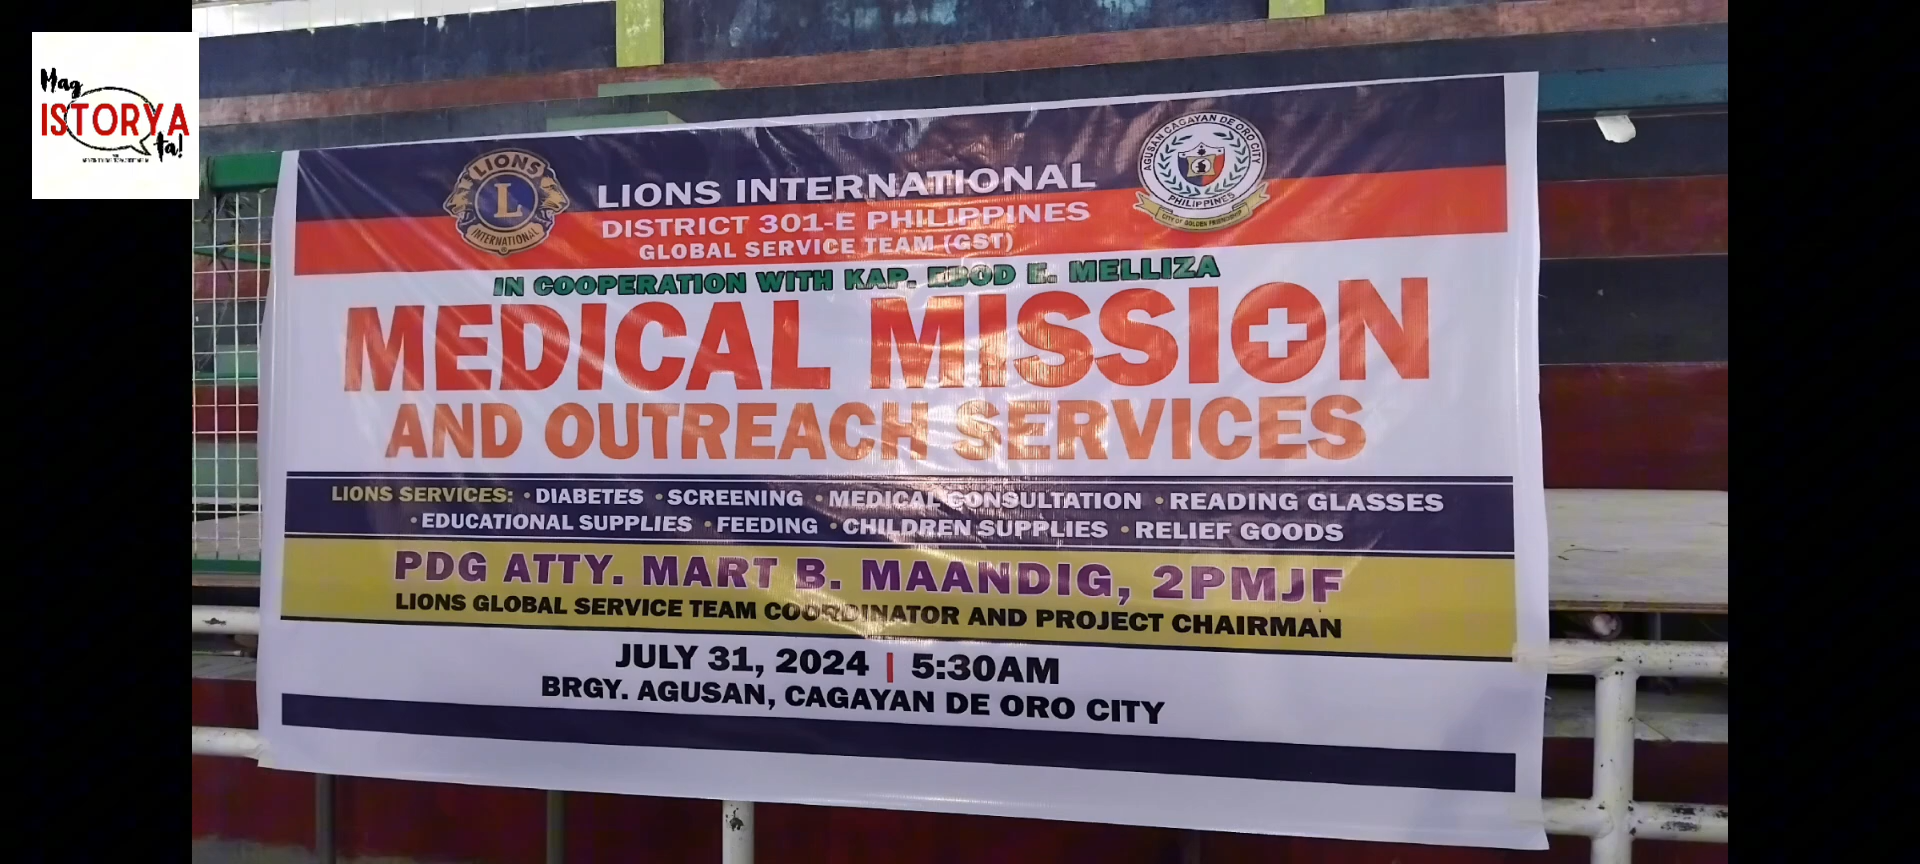 Mag
ISTORYA
ta!
LIONS
L
INTERNATIONAL
LIONS INTERNATIONAL
DISTRICT 301-E PHILIPPINES
GLOBAL SERVICE TEAM (GST)
AGUSAN CAGAYAN DE ORO CITY
PHILIPPINES
CITY OF GOLDEN FRIENDSHIP
IN COOPERATION WITH KAP. EDOD E. MELLIZA
MEDICAL MISSION
AND OUTREACH SERVICES
LIONS SERVICES: • DIABETES • SCREENING • MEDICAL CONSULTATION • READING GLASSES
• EDUCATIONAL SUPPLIES • FEEDING • CHILDREN SUPPLIES • RELIEF GOODS
PDG ATTY. MART B. MAANDIG, 2PMJF
LIONS GLOBAL SERVICE TEAM COORDINATOR AND PROJECT CHAIRMAN
JULY 31, 2024 | 5:30AM
BRGY. AGUSAN, CAGAYAN DE ORO CITY